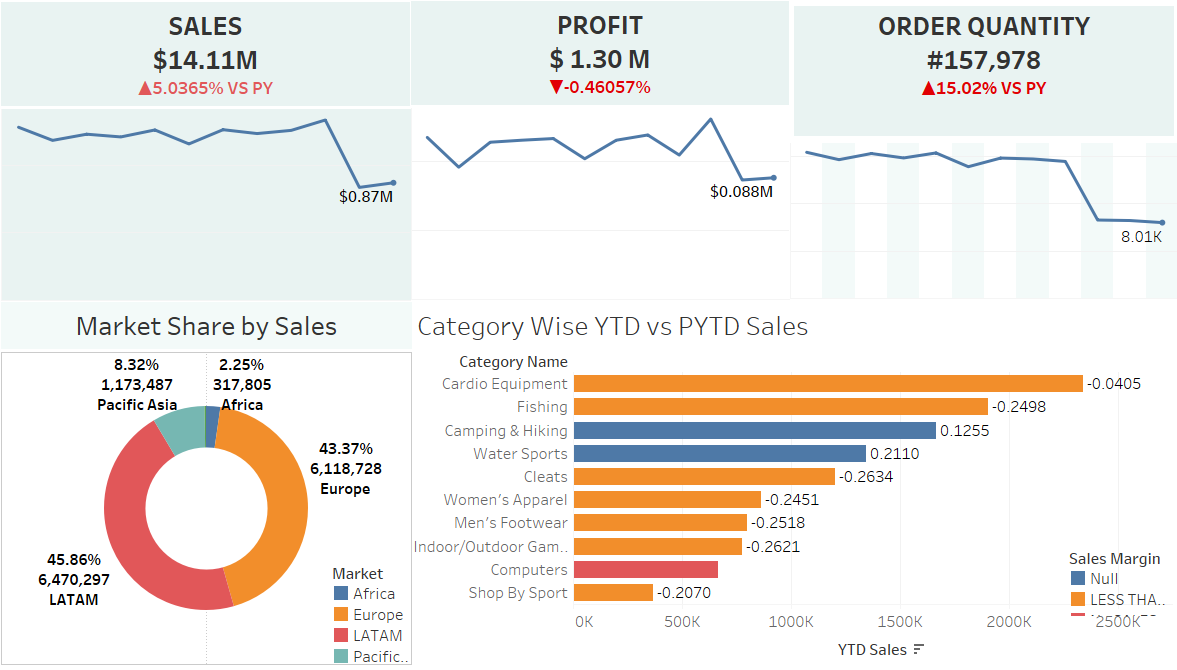 SALES
$14.11M
▲5.0365% VS PY
PROFIT
$ 1.30 M
▼-0.46057%
ORDER QUANTITY
#157,978
▲15.02% VS PY
$0.87M
$0.088M
8.01K
Market Share by Sales
8.32%
1,173,487
Pacific Asia
2.25%
317,805
Africa
43.37%
6,118,728
Europe
45.86%
6,470,297
LATAM
Market
Africa
Europe
LATAM
Pacific..
Category Wise YTD vs PYTD Sales
Category Name
Cardio Equipment -0.0405
Fishing -0.2498
Camping & Hiking 0.1255
Water Sports 0.2110
Cleats -0.2634
Women's Apparel -0.2451
Men's Footwear -0.2518
Indoor/Outdoor Gam.. -0.2621
Computers
Shop By Sport -0.2070
0K 500K 1000K 1500K 2000K 2500K
YTD Sales
Sales Margin
Null
LESS THA..